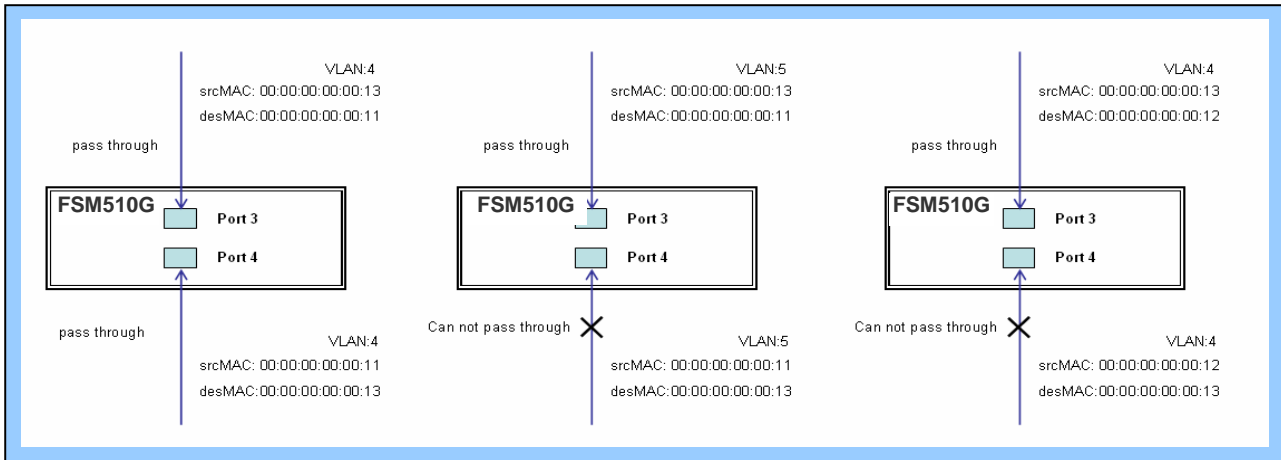 VLAN:4
srcMAC: 00:00:00:00:00:13
desMAC:00:00:00:00:00:11
pass through
FSM510G
Port 3
Port 4
pass through
VLAN:4
srcMAC: 00:00:00:00:00:11
desMAC:00:00:00:00:00:13
VLAN:5
srcMAC: 00:00:00:00:00:13
desMAC:00:00:00:00:00:11
pass through
FSM510G
Port 3
Port 4
Can not pass through
VLAN:5
srcMAC: 00:00:00:00:00:11
desMAC:00:00:00:00:00:13
VLAN:4
srcMAC: 00:00:00:00:00:13
desMAC:00:00:00:00:00:12
pass through
FSM510G
Port 3
Port 4
Can not pass through
VLAN:4
srcMAC: 00:00:00:00:00:12
desMAC:00:00:00:00:00:13